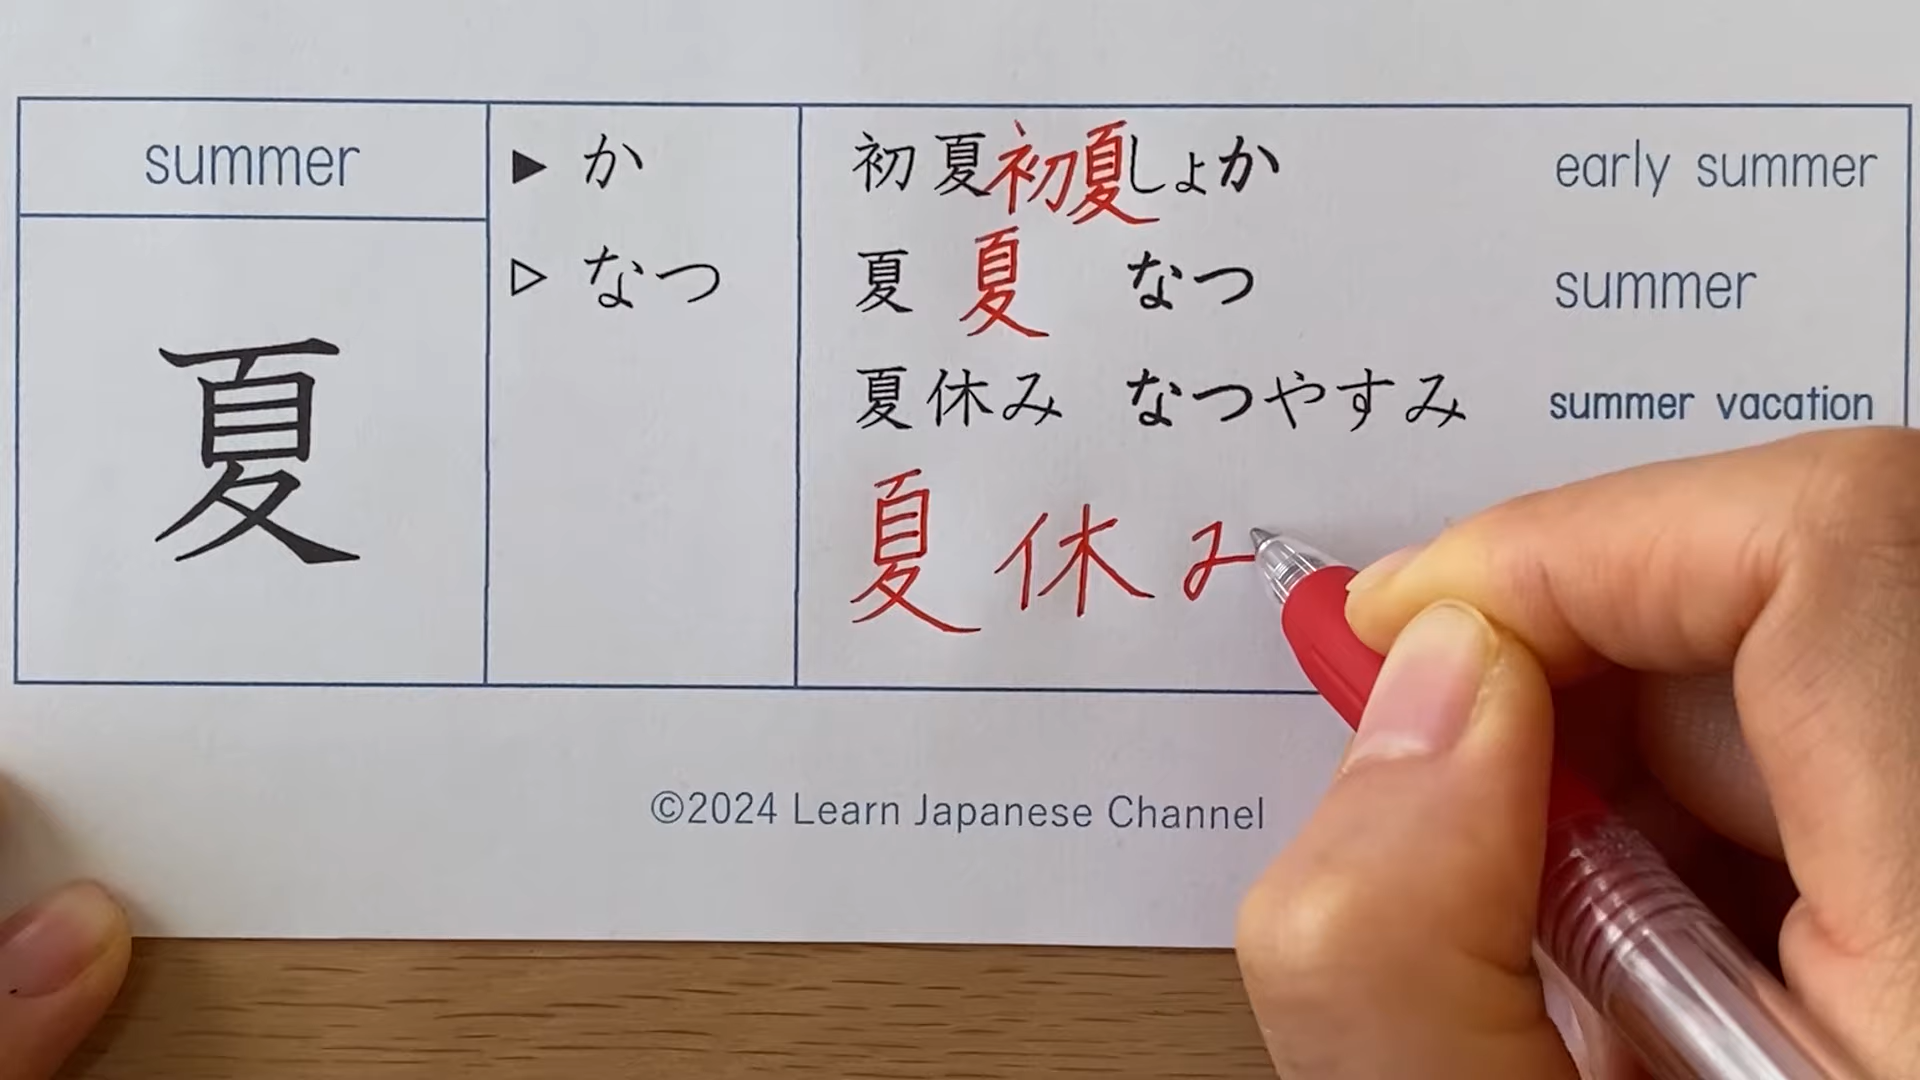 summer
▶ か
▷ なつ
夏
初夏 初夏 しょか early summer
夏 夏 なつ summer
夏休み なつやすみ summer vacation
夏休み
©2024 Learn Japanese Channel